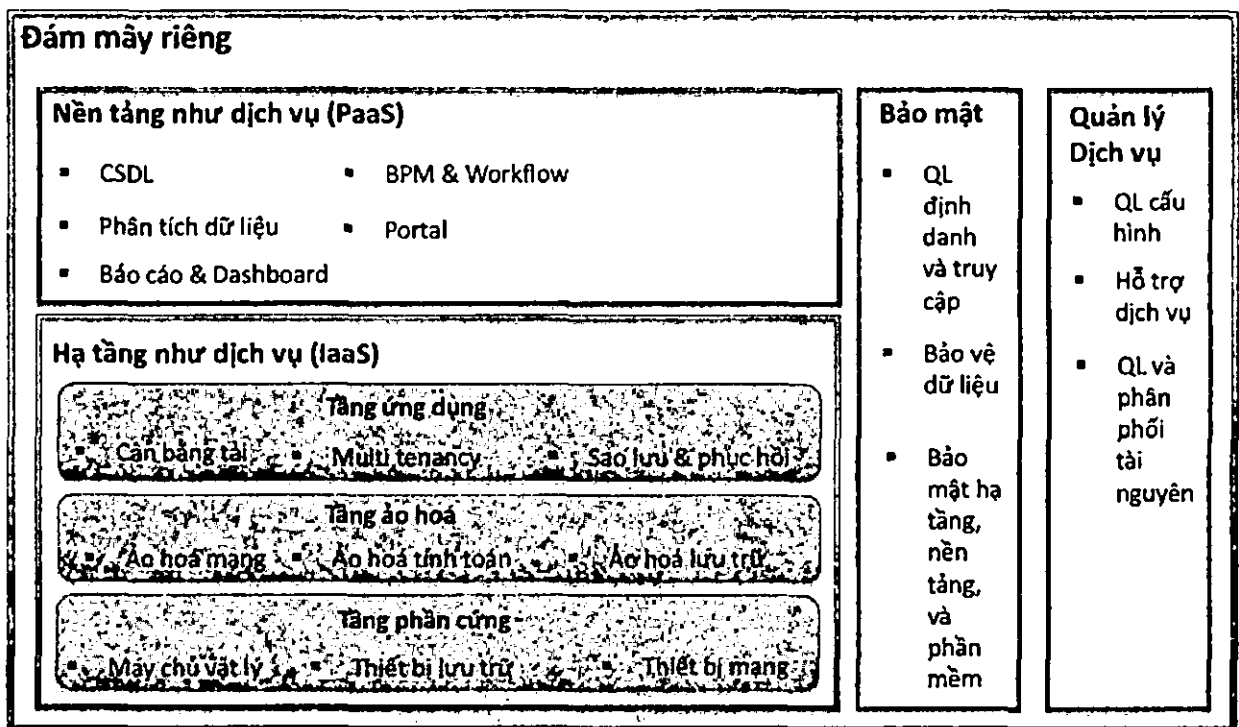 Đám mây riêng
Nền tảng như dịch vụ (PaaS)
▪ CSDL
▪ BPM & Workflow
▪ Phân tích dữ liệu
▪ Portal
▪ Báo cáo & Dashboard
Hạ tầng như dịch vụ (IaaS)
Tầng ứng dụng
▪ Cân bằng tải
▪ Multi tenancy
▪ Sao lưu & phục hồi
Tầng ảo hoá
▪ Ảo hoá mạng
▪ Ảo hoá tính toán
▪ Ảo hoá lưu trữ
Tầng phần cứng
▪ Máy chủ vật lý
▪ Thiết bị lưu trữ
▪ Thiết bị mạng
Bảo mật
▪ QL
định
danh
và truy
cập
▪ Bảo vệ
dữ liệu
▪ Bảo
mật hạ
tầng,
nền
tảng,
và
phần
mềm
Quản lý
Dịch vụ
▪ QL cấu
hình
▪ Hỗ trợ
dịch vụ
▪ QL và
phân
phối
tài
nguyên